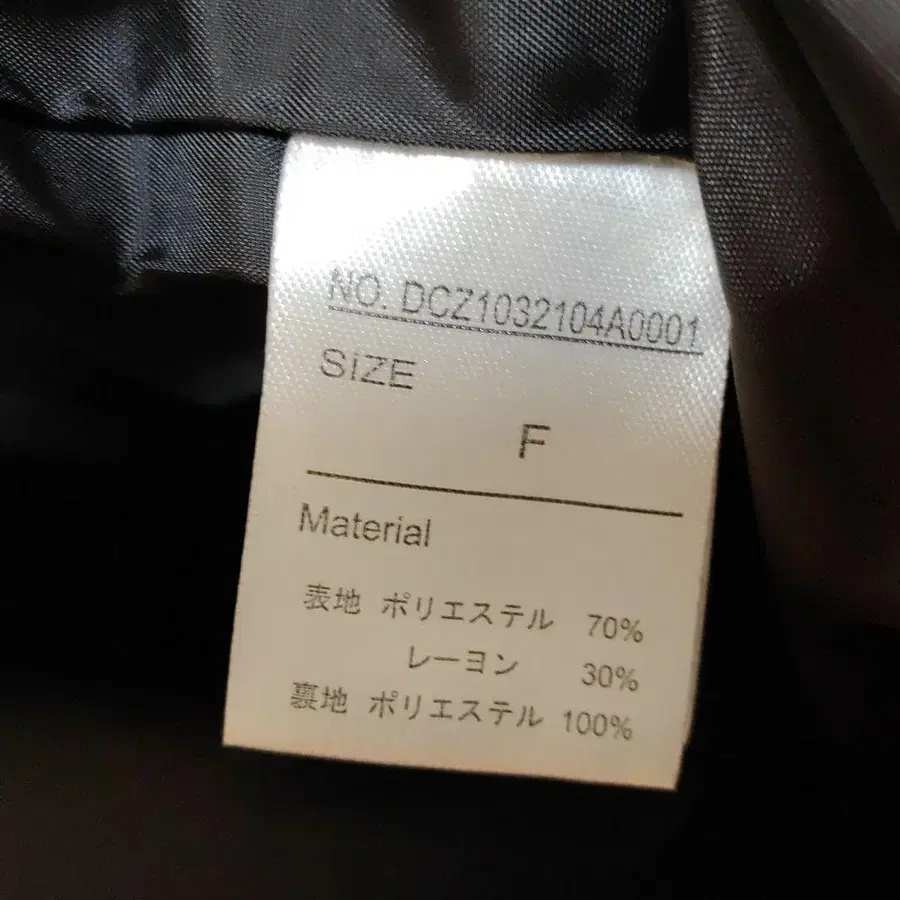 NO. DCZ1032104A0001
SIZE
F
Material
表地 ポリエステル 70%
レーヨン 30%
裏地 ポリエステル 100%